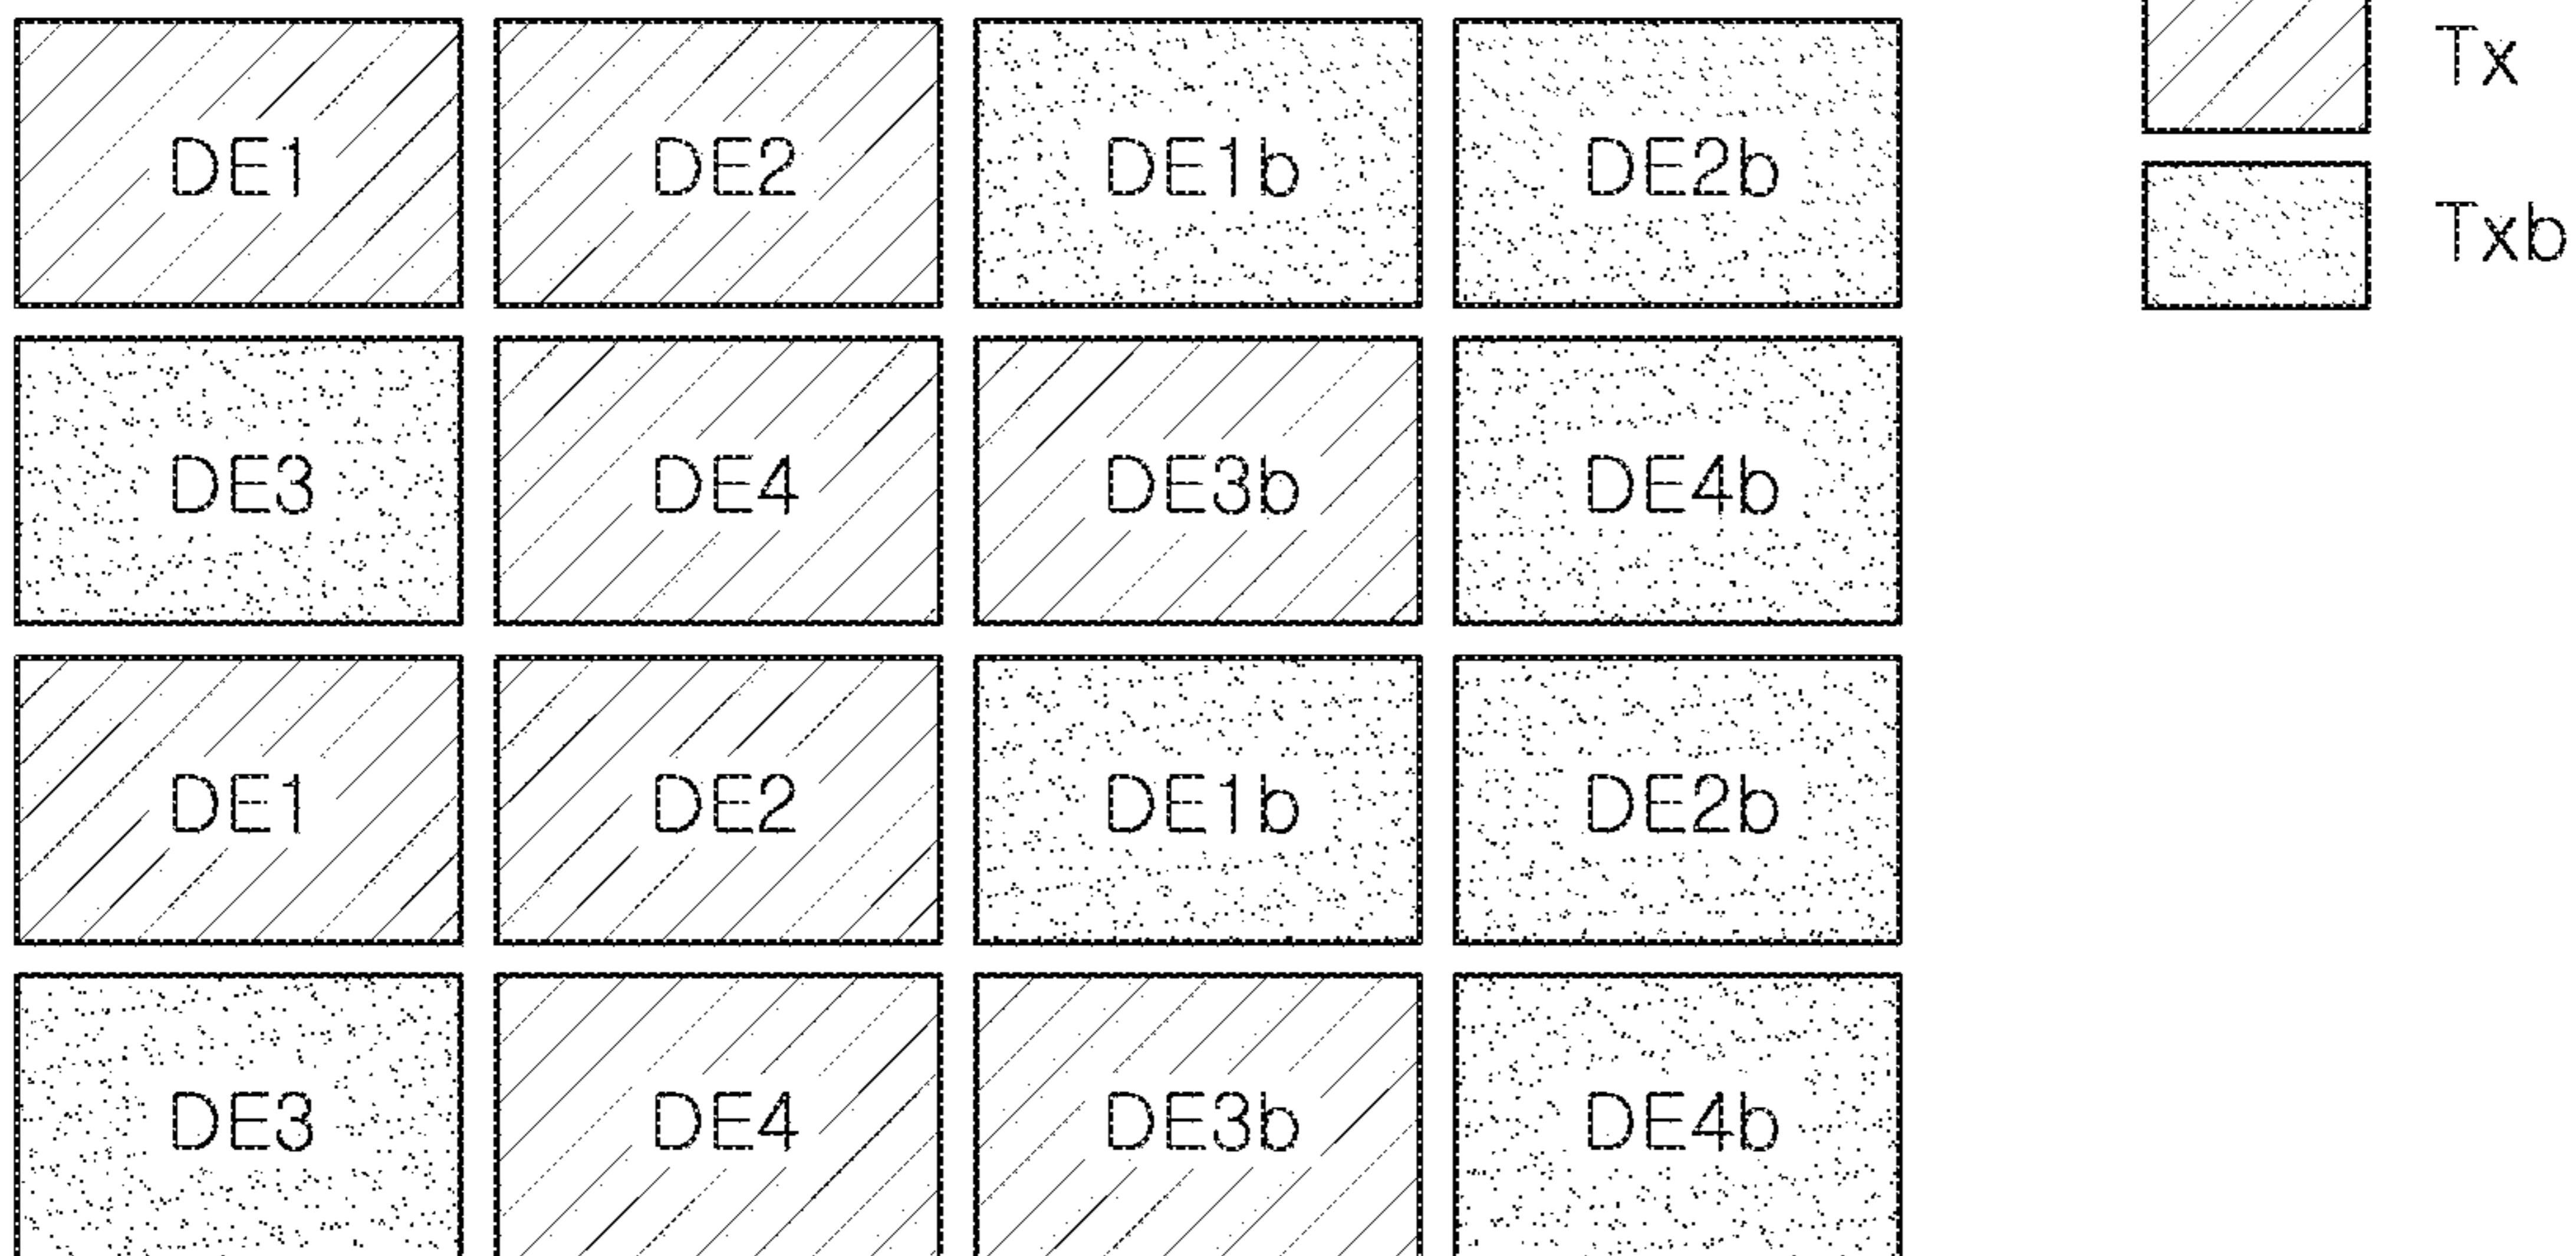 DE1 DE2 DE1b DE2b Tx
Txb
DE3 DE4 DE3b DE4b
DE1 DE2 DE1b DE2b
DE3 DE4 DE3b DE4b